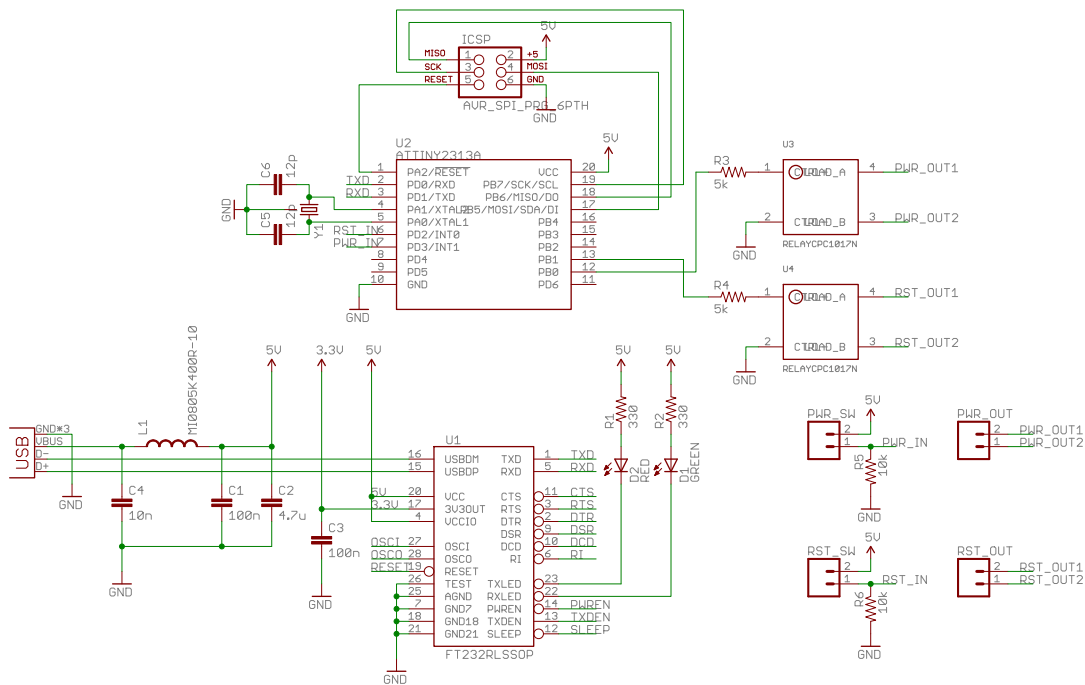 ICSP
5V
MISO 1 2 +5
SCK 3 4 MOSI
RESET 5 6 GND
AVR_SPI_PRG_6PTH
GND
U2
ATTINY2313A
5V
1 PA2/RESET VCC 20
TXD 2 PD0/RXD PB7/SCK/SCL 19
RXD 3 PD1/TXD PB6/MISO/DO 18
4 PA1/XTAL2 PB5/MOSI/SDA/DI 17
5 PA0/XTAL1 PB4 16
RST_IN 6 PD2/INT0 PB3 15
PWR_IN 7 PD3/INT1 PB2 14
8 PD4 PB1 13
9 PD5 PB0 12
10 GND PD6 11
GND
C6
12p
GND
C5
12p
Y1
R3
5k
U3
1 CTRL+ LOAD_A 4 PWR_OUT1
2 CTRL- LOAD_B 3 PWR_OUT2
GND
RELAYCPC1017N
R4
5k
U4
1 CTRL+ LOAD_A 4 RST_OUT1
2 CTRL- LOAD_B 3 RST_OUT2
GND
RELAYCPC1017N
USB
GND*3
VBUS
D-
D+
GND
L1
MI0805K400R-10
5V
3.3V
5V
C4
10n
C1
100n
C2
4.7u
GND
C3
100n
GND
U1
16 USBDM TXD 1 TXD
15 USBDP RXD 5 RXD
5V 20 VCC CTS 11 CTS
3.3V 17 3V3OUT RTS 3 RTS
4 VCCIO DTR 2 DTR
DSR 9 DSR
OSCI 27 OSCI DCD 10 DCD
OSCO 28 OSCO RI 6 RI
RESET 19 RESET
26 TEST TXLED 23
25 AGND RXLED 22
7 GND7 PWREN 14 PWREN
18 GND18 TXDEN 13 TXDEN
21 GND21 SLEEP 12 SLEEP
FT232RLSSOP
GND
5V
R1
330
D2
RED
5V
R2
330
D1
GREEN
PWR_SW
2
1
5V
PWR_IN
R5
10k
GND
PWR_OUT
2 PWR_OUT1
1 PWR_OUT2
RST_SW
2
1
5V
RST_IN
R6
10k
GND
RST_OUT
2 RST_OUT1
1 RST_OUT2